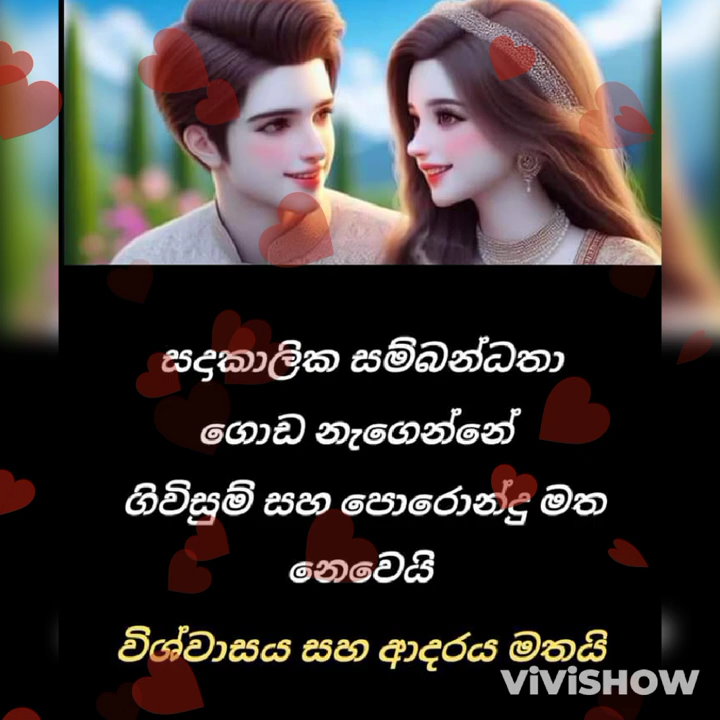 සදාකාලික සම්බන්ධතා
ගොඩ නැගෙන්නේ
ගිවිසුම් සහ පොරොන්දු මත
නෙවෙයි
විශ්වාසය සහ ආදරය මතයි
ViViSHOW